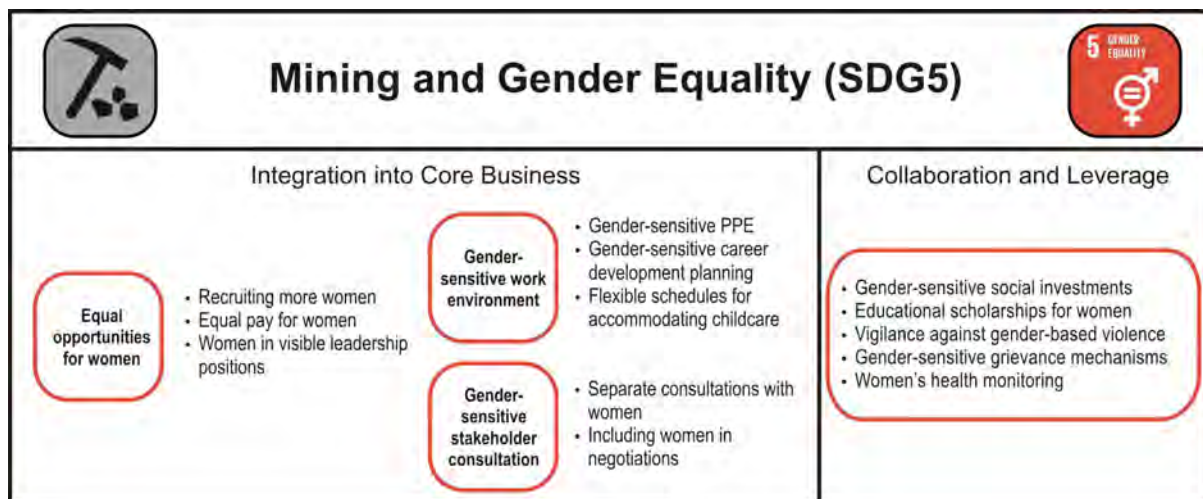 Mining and Gender Equality (SDG5)
5 GENDER
EQUALITY
Integration into Core Business
Equal
opportunities
for women
• Recruiting more women
• Equal pay for women
• Women in visible leadership
positions
Gender-
sensitive work
environment
• Gender-sensitive PPE
• Gender-sensitive career
development planning
• Flexible schedules for
accommodating childcare
Gender-
sensitive
stakeholder
consultation
• Separate consultations with
women
• Including women in
negotiations
Collaboration and Leverage
• Gender-sensitive social investments
• Educational scholarships for women
• Vigilance against gender-based violence
• Gender-sensitive grievance mechanisms
• Women's health monitoring